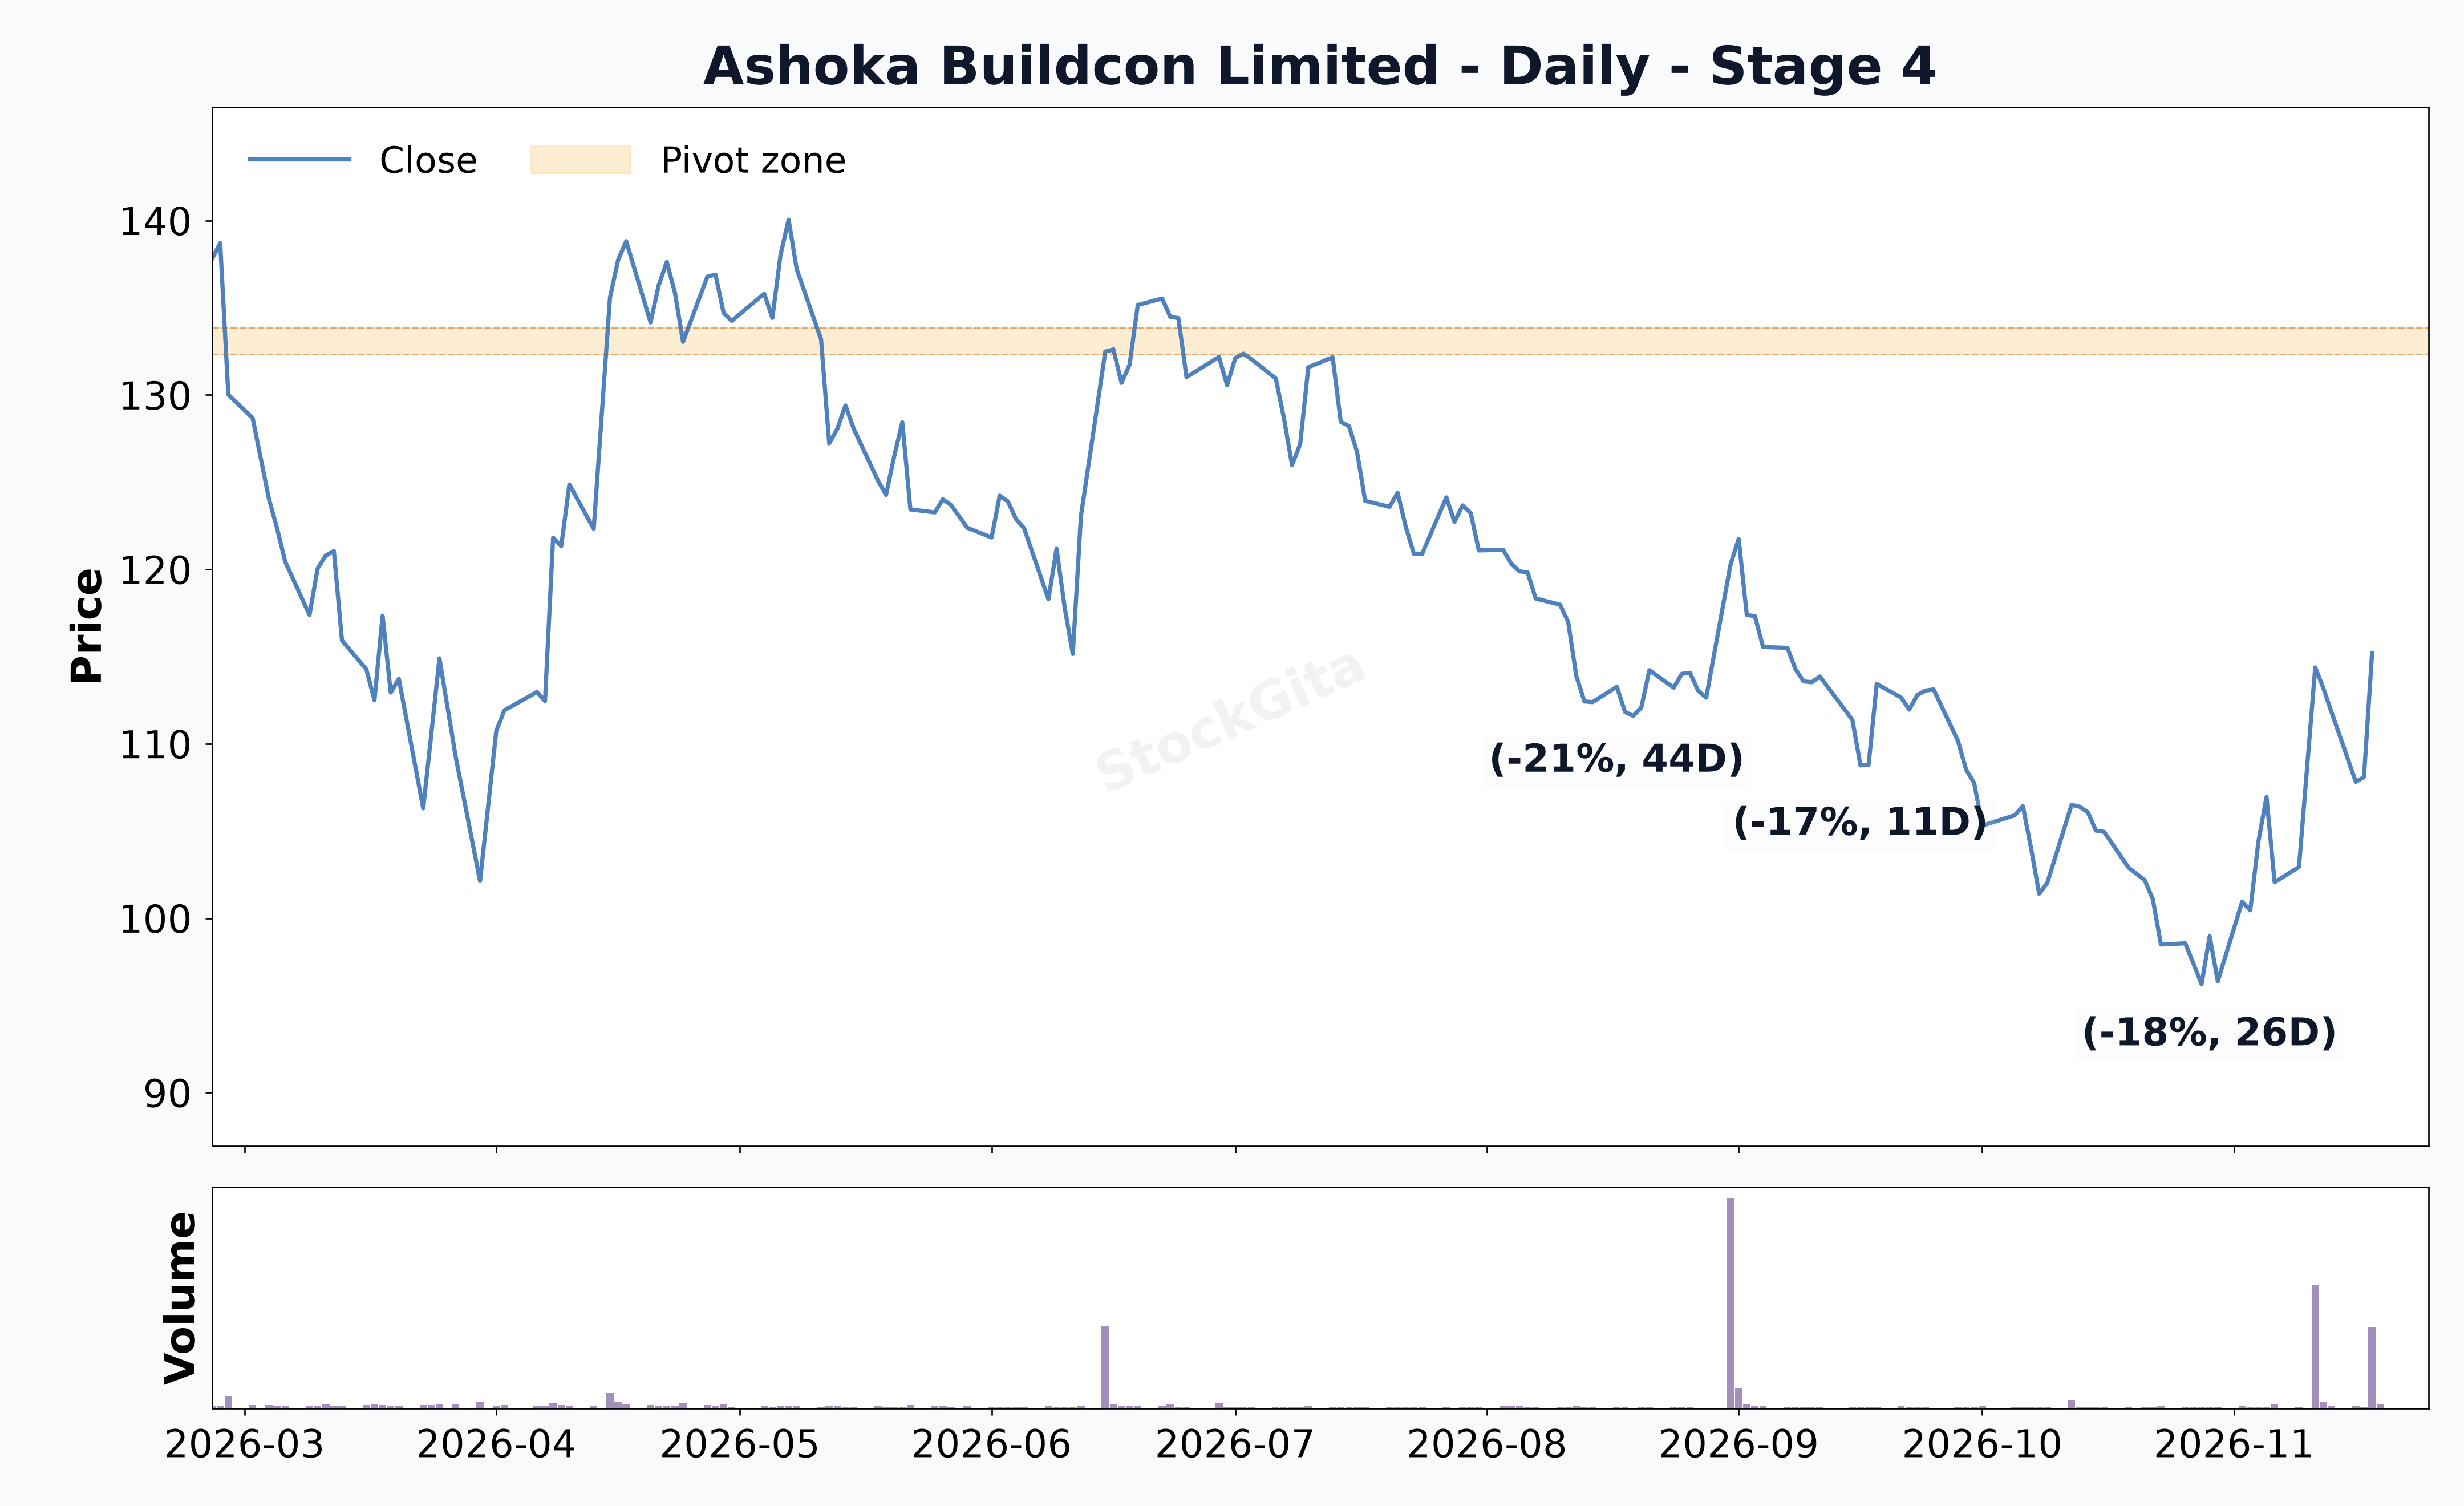 Ashoka Buildcon Limited - Daily - Stage 4
Close
Pivot zone
140
130
120
110
100
90
Price
StockGita
(-21%, 44D)
(-17%, 11D)
(-18%, 26D)
Volume
2026-03
2026-04
2026-05
2026-06
2026-07
2026-08
2026-09
2026-10
2026-11